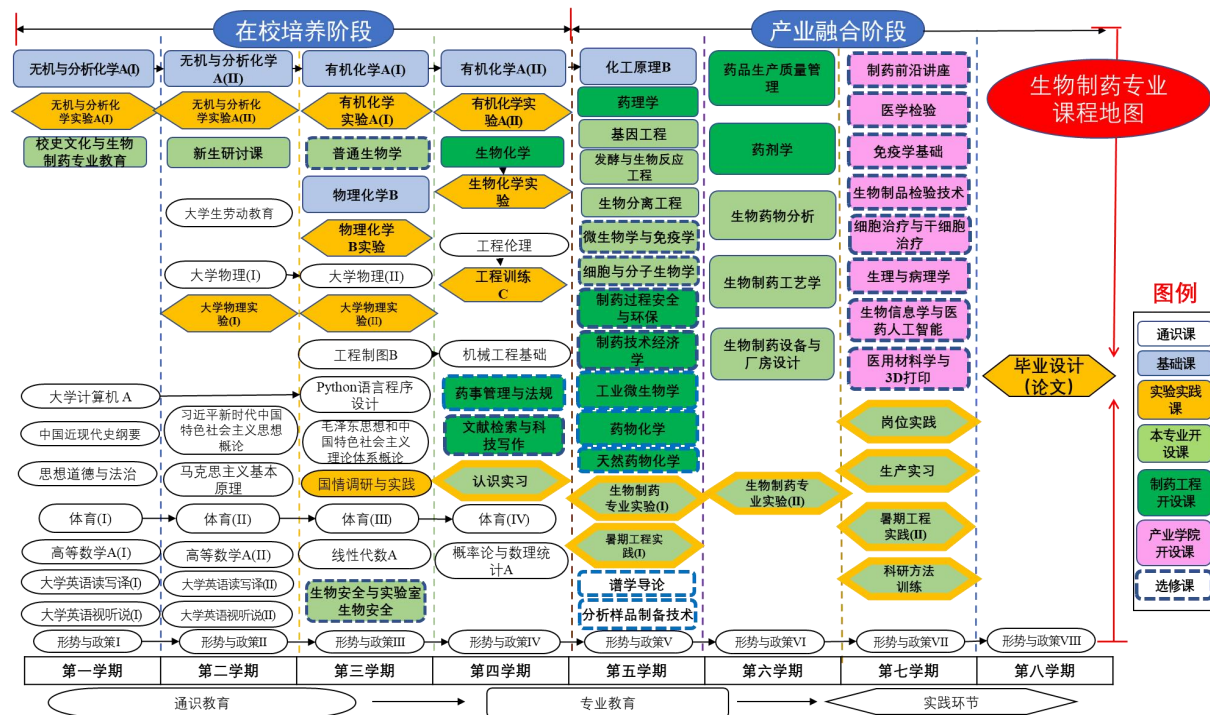 在校培养阶段
产业融合阶段
生物制药专业
课程地图
无机与分析化学A(I)
无机与分析化
学实验A(I)
校史文化与生物
制药专业教育
大学计算机 A
中国近现代史纲要
思想道德与法治
体育(I)
高等数学A(I)
大学英语读写译(I)
大学英语视听说(I)
形势与政策I
无机与分析化学
A(II)
无机与分析化
学实验A(II)
新生研讨课
大学生劳动教育
大学物理(I)
大学物理实
验(I)
习近平新时代中国
特色社会主义思想
概论
马克思主义基本
原理
体育(II)
高等数学A(II)
大学英语读写译(II)
大学英语视听说(II)
形势与政策II
有机化学A(I)
有机化学
实验A(I)
普通生物学
物理化学B
物理化学
B实验
大学物理(II)
大学物理实
验(II)
工程制图B
Python语言程序
设计
毛泽东思想和中
国特色社会主义
理论体系概论
国情调研与实践
体育(III)
线性代数A
生物安全与实验室
生物安全
形势与政策III
有机化学A(II)
有机化学实
验A(II)
生物化学
生物化学实
验
工程伦理
工程训练
C
机械工程基础
药事管理与法规
文献检索与科
技写作
认识实习
体育(IV)
概率论与数理统
计A
形势与政策IV
化工原理B
药理学
基因工程
发酵与生物反应
工程
生物分离工程
微生物学与免疫学
细胞与分子生物学
制药过程安全
与环保
制药技术经济
学
工业微生物学
药物化学
天然药物化学
生物制药
专业实验(I)
暑期工程实
践(I)
谱学导论
分析样品制备技术
形势与政策V
药品生产质量管
理
药剂学
生物药物分析
生物制药工艺学
生物制药设备与
厂房设计
生物制药专
业实验(II)
形势与政策VI
制药前沿讲座
医学检验
免疫学基础
生物制品检验技术
细胞治疗与干细胞
治疗
生理与病理学
生物信息学与医
药人工智能
医用材料学与
3D打印
岗位实践
生产实习
暑期工程
实践(II)
科研方法
训练
形势与政策VII
毕业设计
(论文)
形势与政策VIII
图例
通识课
基础课
实验实践
课
本专业开
设课
制药工程
开设课
产业学院
开设课
选修课
第一学期
第二学期
第三学期
第四学期
第五学期
第六学期
第七学期
第八学期
通识教育
专业教育
实践环节